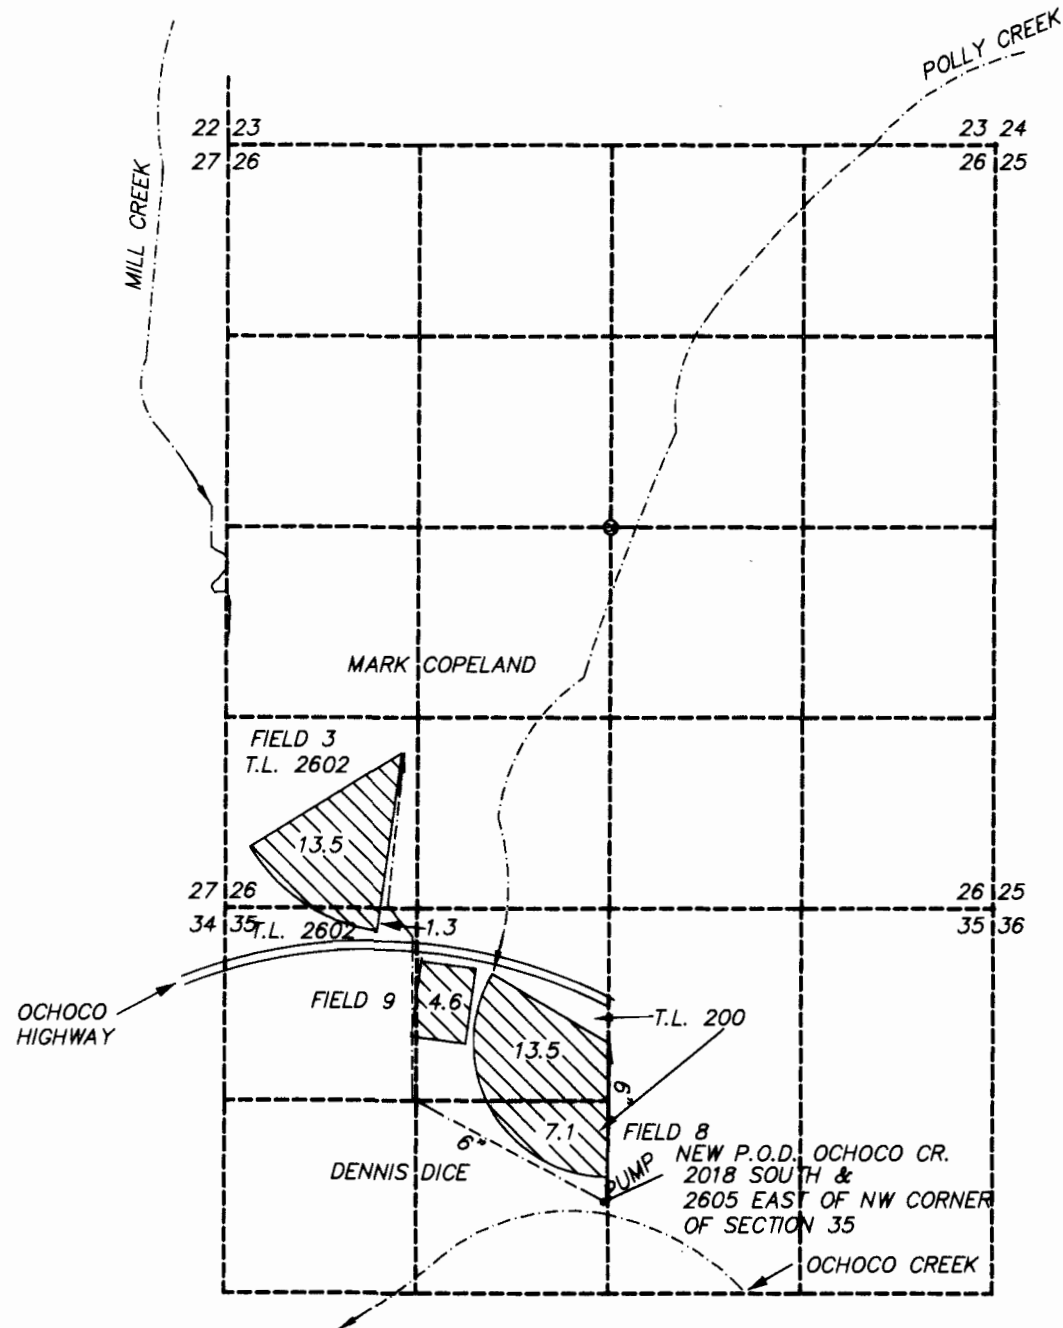 POLLY CREEK
22 23
23 24
27 26
26 25
MILL CREEK
MARK COPELAND
FIELD 3
T.L. 2602
13.5
27 26
26 25
34 35
T.L. 2602
1.3
35 36
OCHOCO
HIGHWAY
FIELD 9
4.6
T.L. 200
13.5
6"
7.1
FIELD 8
6"
PUMP
NEW P.O.D. OCHOCO CR.
2018 SOUTH &
2605 EAST OF NW CORNER
OF SECTION 35
DENNIS DICE
OCHOCO CREEK